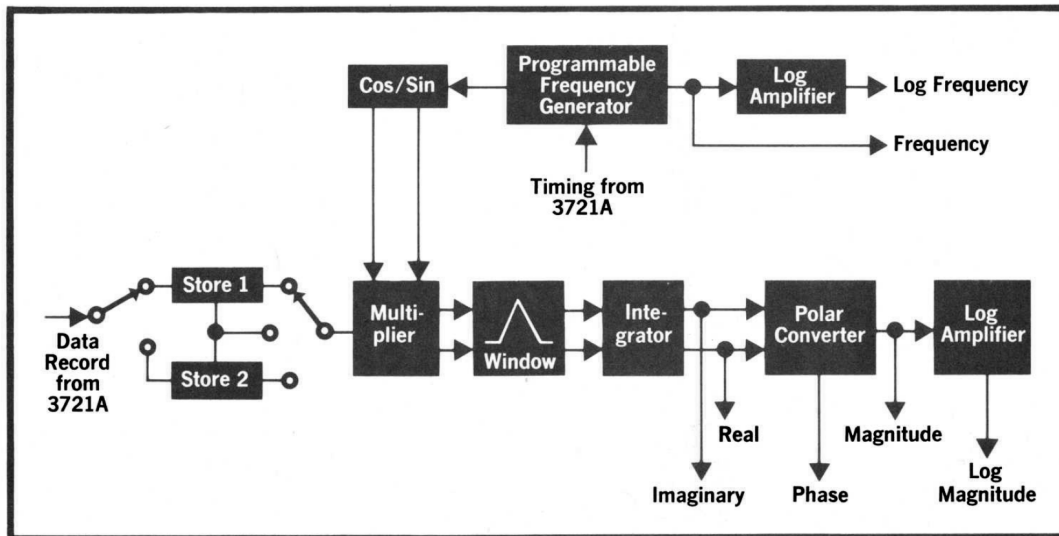 Cos/Sin
Programmable
Frequency
Generator
Log
Amplifier
Log Frequency
Frequency
Timing from
3721A
Store 1
Data
Record
from
3721A
Store 2
Multi-
plier
Window
Inte-
grator
Polar
Converter
Log
Amplifier
Real
Magnitude
Imaginary
Phase
Log
Magnitude